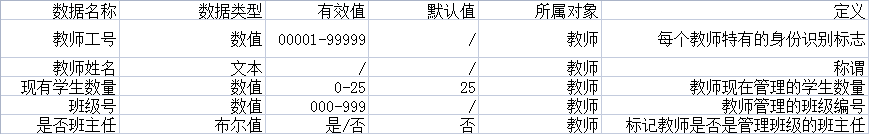 数据名称 数据类型 有效值 默认值 所属对象 定义
教师工号 数值 00001-99999 / 教师 每个教师特有的身份识别标志
教师姓名 文本 / / 教师 称谓
现有学生数量 数值 0-25 25 教师 教师现在管理的学生数量
班级号 数值 000-999 / 教师 教师管理的班级编号
是否班主任 布尔值 是/否 否 教师 标记教师是否是管理班级的班主任